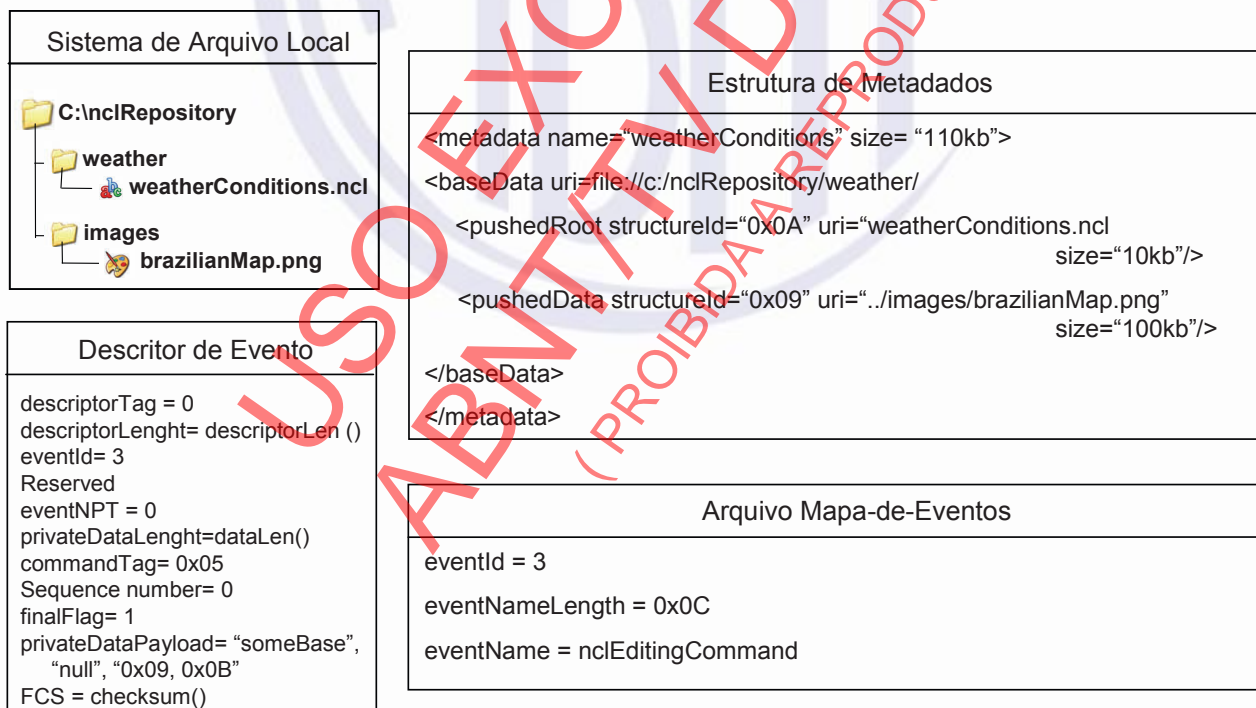 Sistema de Arquivo Local
C:\nclRepository
weather
weatherConditions.ncl
images
brazilianMap.png
Descritor de Evento
descriptorTag = 0
descriptorLenght= descriptorLen ()
eventId= 3
Reserved
eventNPT = 0
privateDataLenght=dataLen()
commandTag= 0x05
Sequence number= 0
finalFlag= 1
privateDataPayload= “someBase”,
“null”, “0x09, 0x0B”
FCS = checksum()
Estrutura de Metadados
<metadata name=“weatherConditions” size= “110kb”>
<baseData uri=file://c:/nclRepository/weather/
<pushedRoot structureId=“0x0A” uri=“weatherConditions.ncl
size=“10kb”/>
<pushedData structureId=“0x09” uri=“../images/brazilianMap.png”
size=“100kb”/>
</baseData>
</metadata>
Arquivo Mapa-de-Eventos
eventId = 3
eventNameLength = 0x0C
eventName = nclEditingCommand
USO
ABNT/TV
( PROIBIDA A